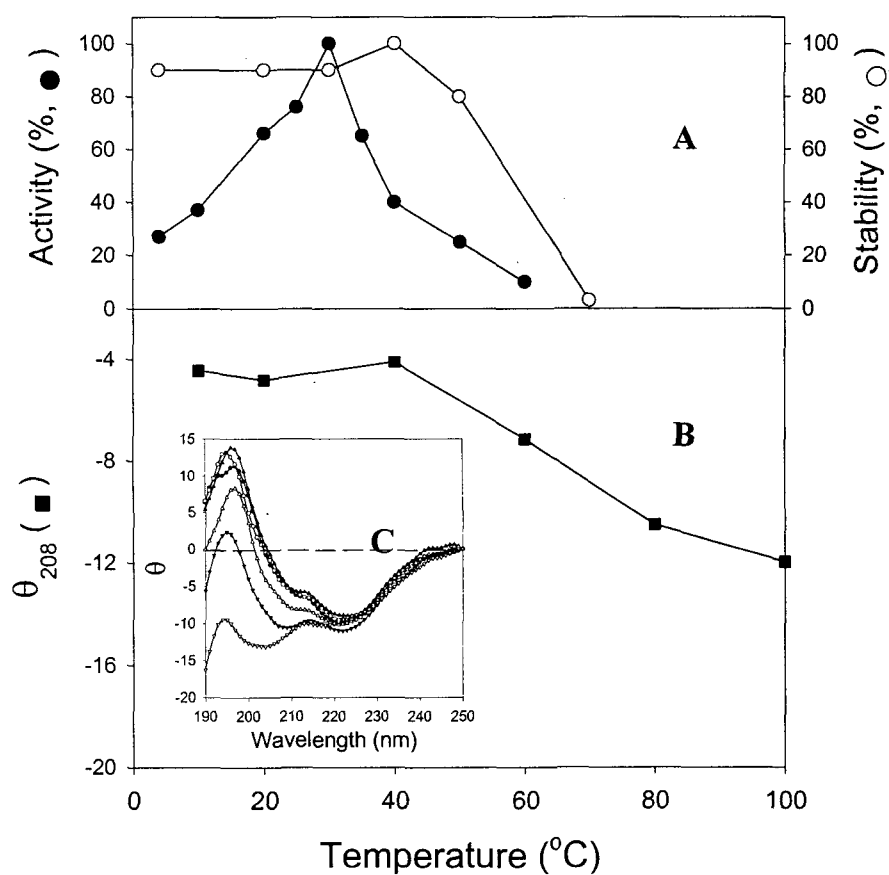 Activity (%, ●)
100
80
60
40
20
0
A
100
80
60
40
20
0
Stability (%, ○)
θ208 (■)
-4
-8
-12
-16
-20
B
θ
15
10
5
0
-5
-10
-15
-20
C
190 200 210 220 230 240 250
Wavelength (nm)
0 20 40 60 80 100
Temperature (°C)